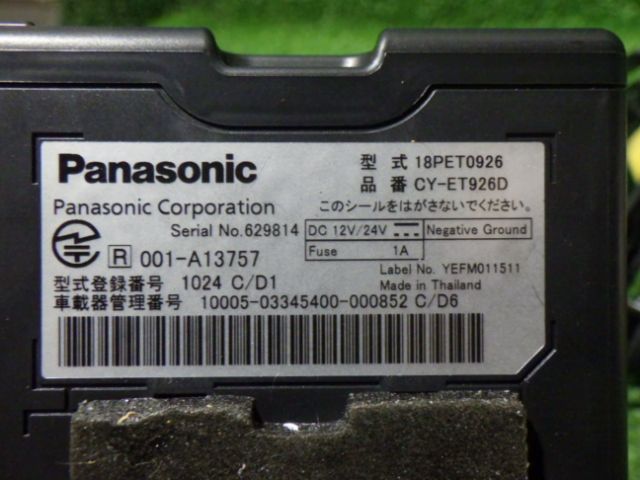 Panasonic
型 式 18PET0926
品 番 CY-ET926D
Panasonic Corporation
このシールをはがさないでください。
Serial No.629814
DC 12V/24V Negative Ground
Fuse 1A
R 001-A13757
Label No. YEFM011511
Made in Thailand
型式登録番号 1024 C/D1
車載器管理番号 10005-03345400-000852 C/D6